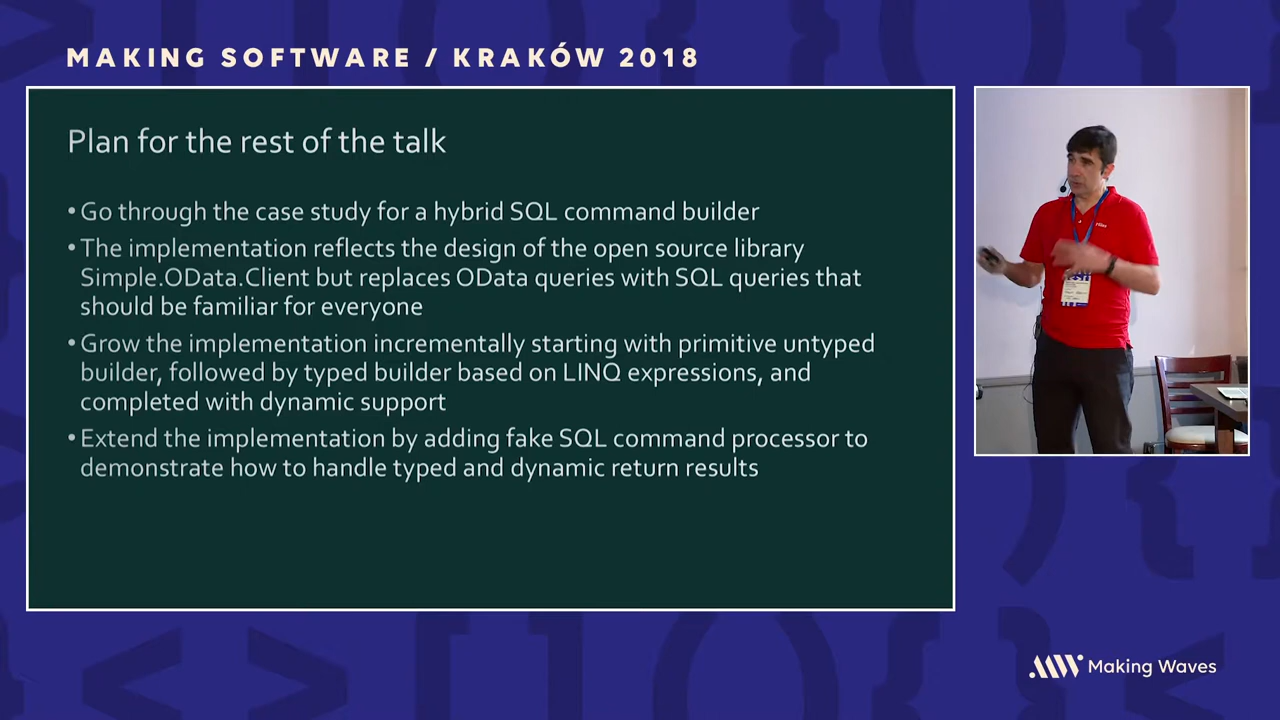 MAKING SOFTWARE / KRAKÓW 2018
Plan for the rest of the talk
• Go through the case study for a hybrid SQL command builder
• The implementation reflects the design of the open source library
Simple.OData.Client but replaces OData queries with SQL queries that
should be familiar for everyone
• Grow the implementation incrementally starting with primitive untyped
builder, followed by typed builder based on LINQ expressions, and
completed with dynamic support
• Extend the implementation by adding fake SQL command processor to
demonstrate how to handle typed and dynamic return results
Making Waves